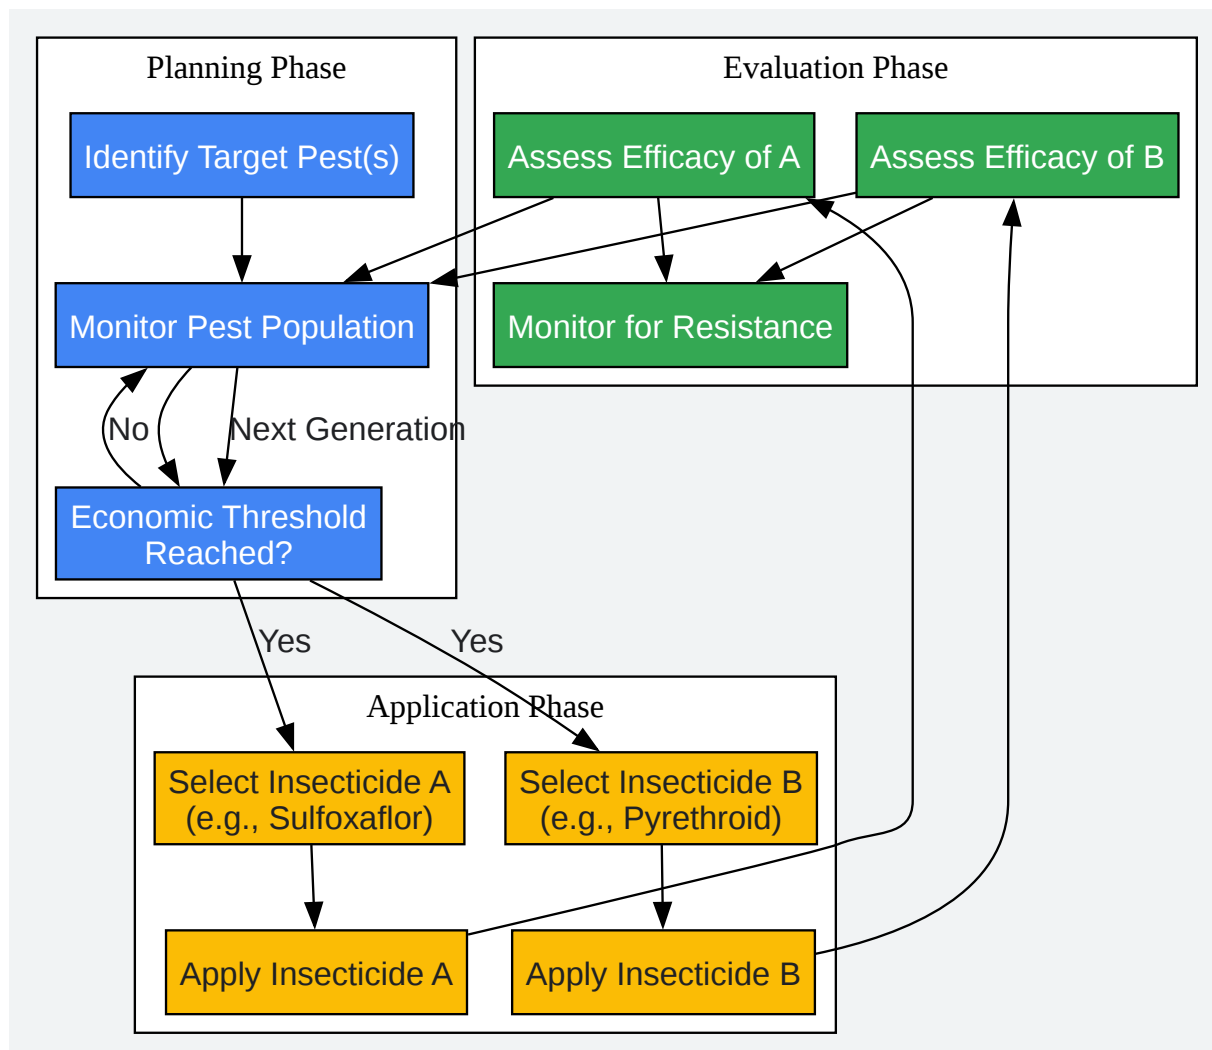 Planning Phase
Identify Target Pest(s)
Monitor Pest Population
No
Next Generation
Economic Threshold
Reached?
Evaluation Phase
Assess Efficacy of A
Assess Efficacy of B
Monitor for Resistance
Yes
Yes
Application Phase
Select Insecticide A
(e.g., Sulfoxaflor)
Select Insecticide B
(e.g., Pyrethroid)
Apply Insecticide A
Apply Insecticide B